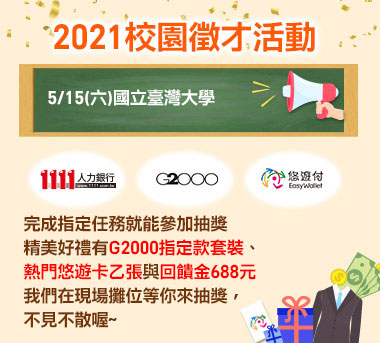 2021校園徵才活動
5/15(六)國立臺灣大學
1111 人力銀行
www.1111.com.tw
G2000
悠遊付
EasyWallet
完成指定任務就能參加抽獎
精美好禮有G2000指定款套裝、
熱門悠遊卡乙張與回饋金688元
我們在現場攤位等你來抽獎，
不見不散喔~